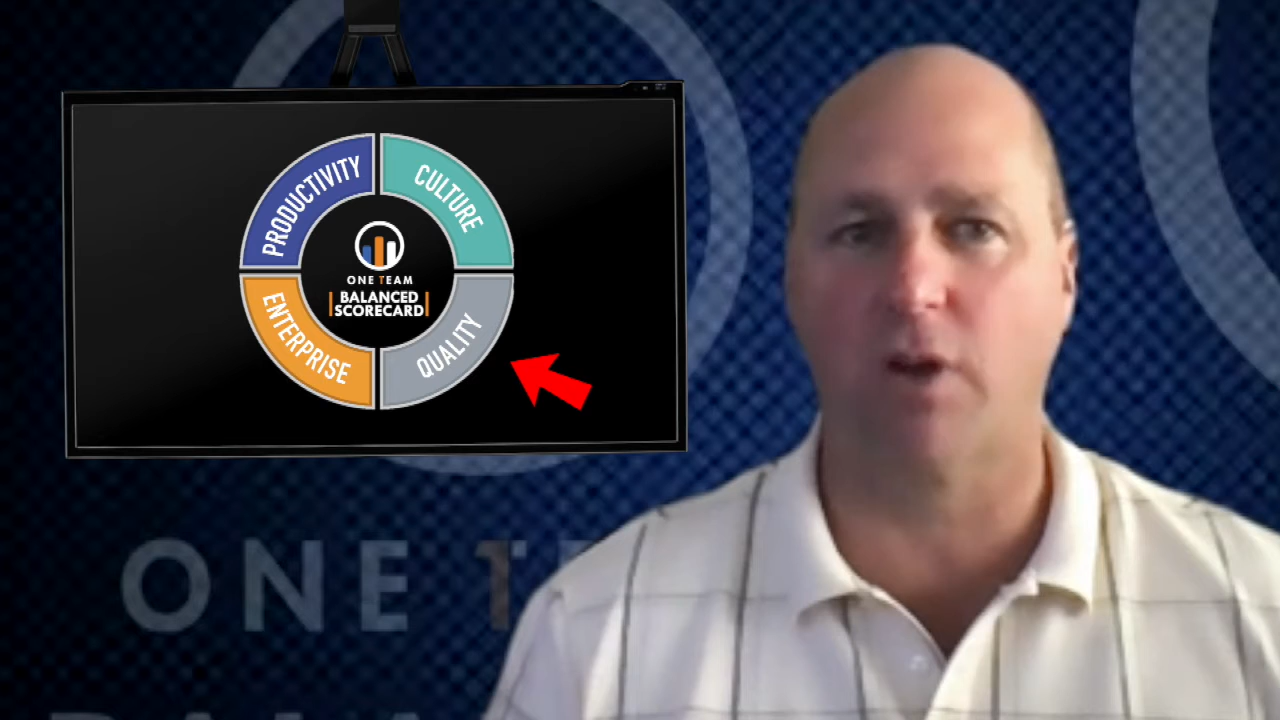 PRODUCTIVITY
CULTURE
ONE TEAM
BALANCED
SCORECARD
ENTERPRISE
QUALITY
ONE